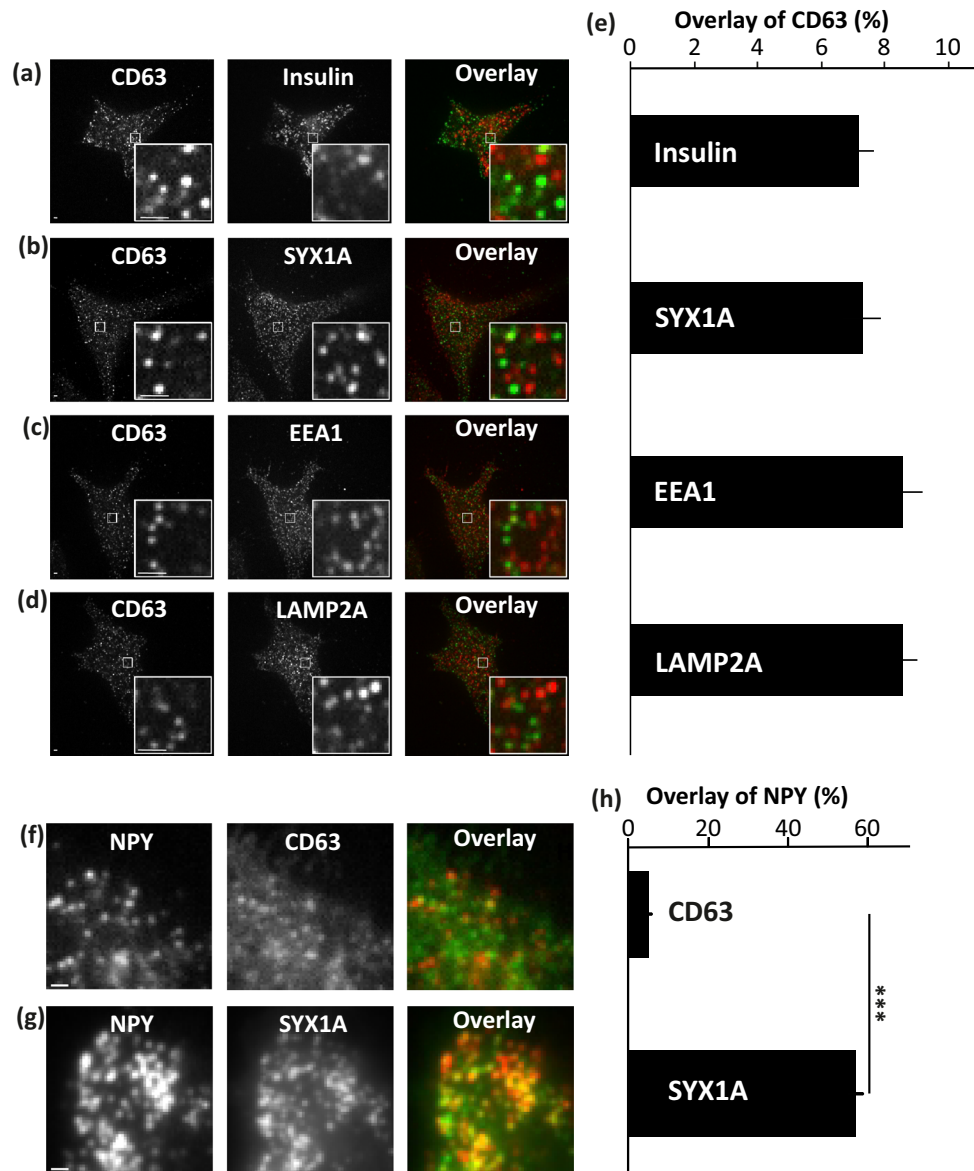 (a) CD63 Insulin Overlay
(b) CD63 SYX1A Overlay
(c) CD63 EEA1 Overlay
(d) CD63 LAMP2A Overlay
(e) Overlay of CD63 (%)
0 2 4 6 8 10
Insulin
SYX1A
EEA1
LAMP2A
(f) NPY CD63 Overlay
(g) NPY SYX1A Overlay
(h) Overlay of NPY (%)
0 20 40 60
CD63
SYX1A
***